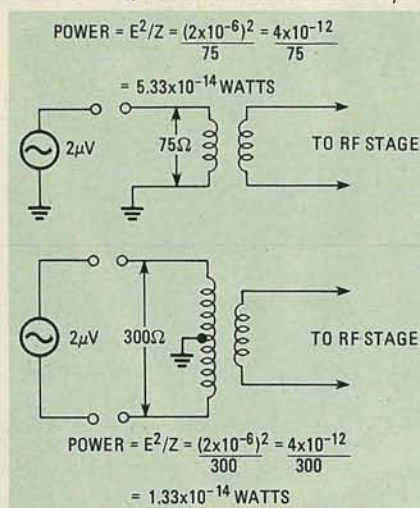 POWER = E²/Z = (2x10⁻⁶)² = 4x10⁻¹²
75 75
= 5.33x10⁻¹⁴ WATTS
2µV
75Ω
TO RF STAGE
2µV
300Ω
TO RF STAGE
POWER = E²/Z = (2x10⁻⁶)² = 4x10⁻¹²
300 300
= 1.33x10⁻¹⁴ WATTS